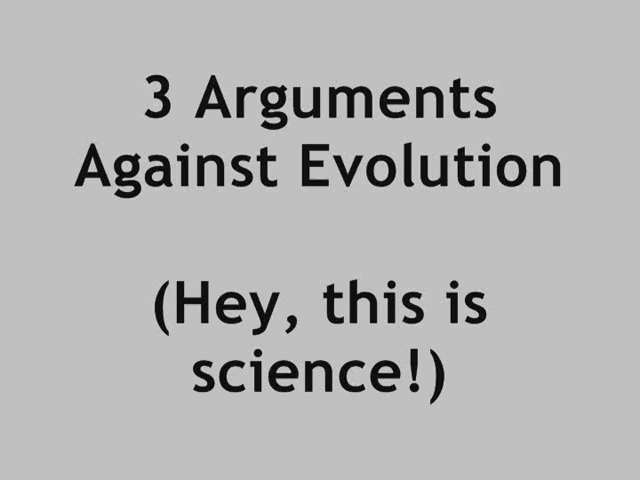 3 Arguments
Against Evolution
(Hey, this is
science!)